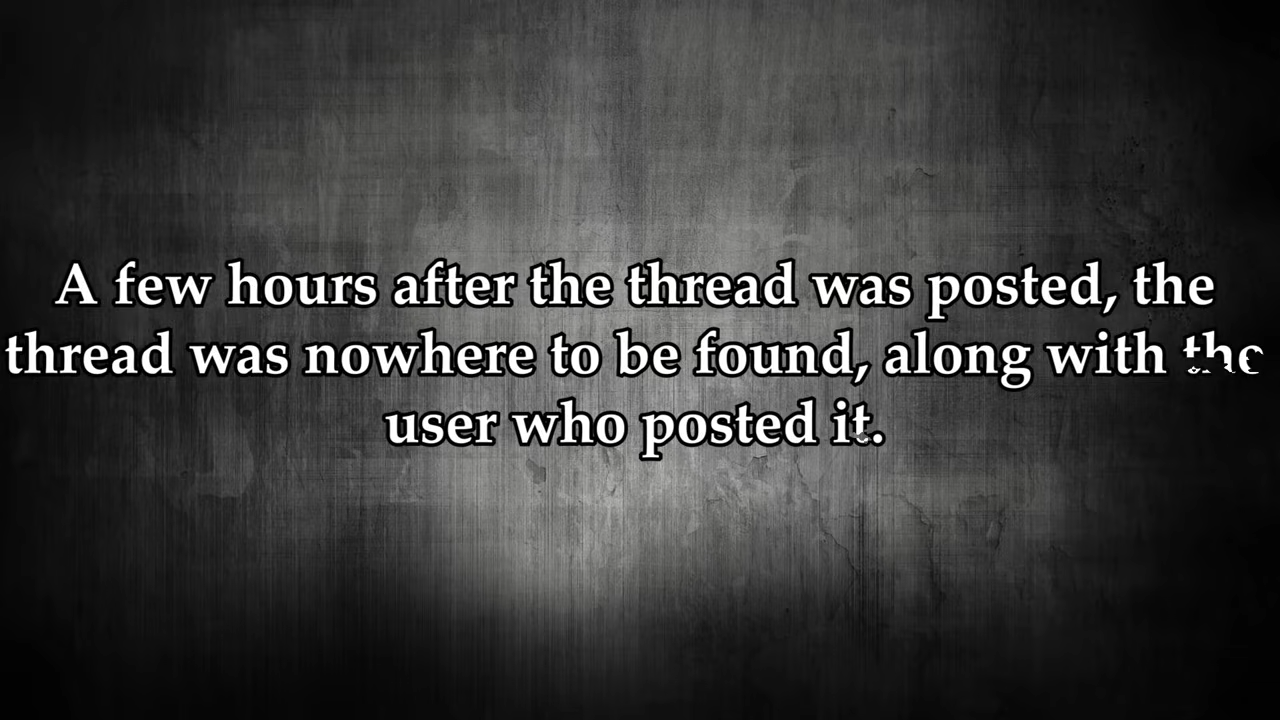 A few hours after the thread was posted, the
thread was nowhere to be found, along with the
user who posted it.